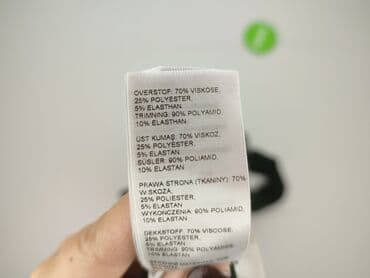 OVERSTOF: 70% VISKOSE,
25% POLYESTER,
5% ELASTHAN
TRIMNING: 90% POLYAMID,
10% ELASTHAN
ÜST KUMAŞ: 70% VISKOZ,
25% POLYESTER,
5% ELASTAN
SÜSLER: 90% POLIAMID,
10% ELASTAN
PRAWA STRONA (TKANINY): 70%
WISKOZA,
25% POLIESTER,
5% ELASTAN
WYKOŃCZENIA: 90% POLIAMID,
10% ELASTAN
DEKKSTOFF: 70% VISCOSE,
25% POLYESTER,
5% ELASTAN
TRIMMING: 90% POLYAMID,
10% ELASTAN